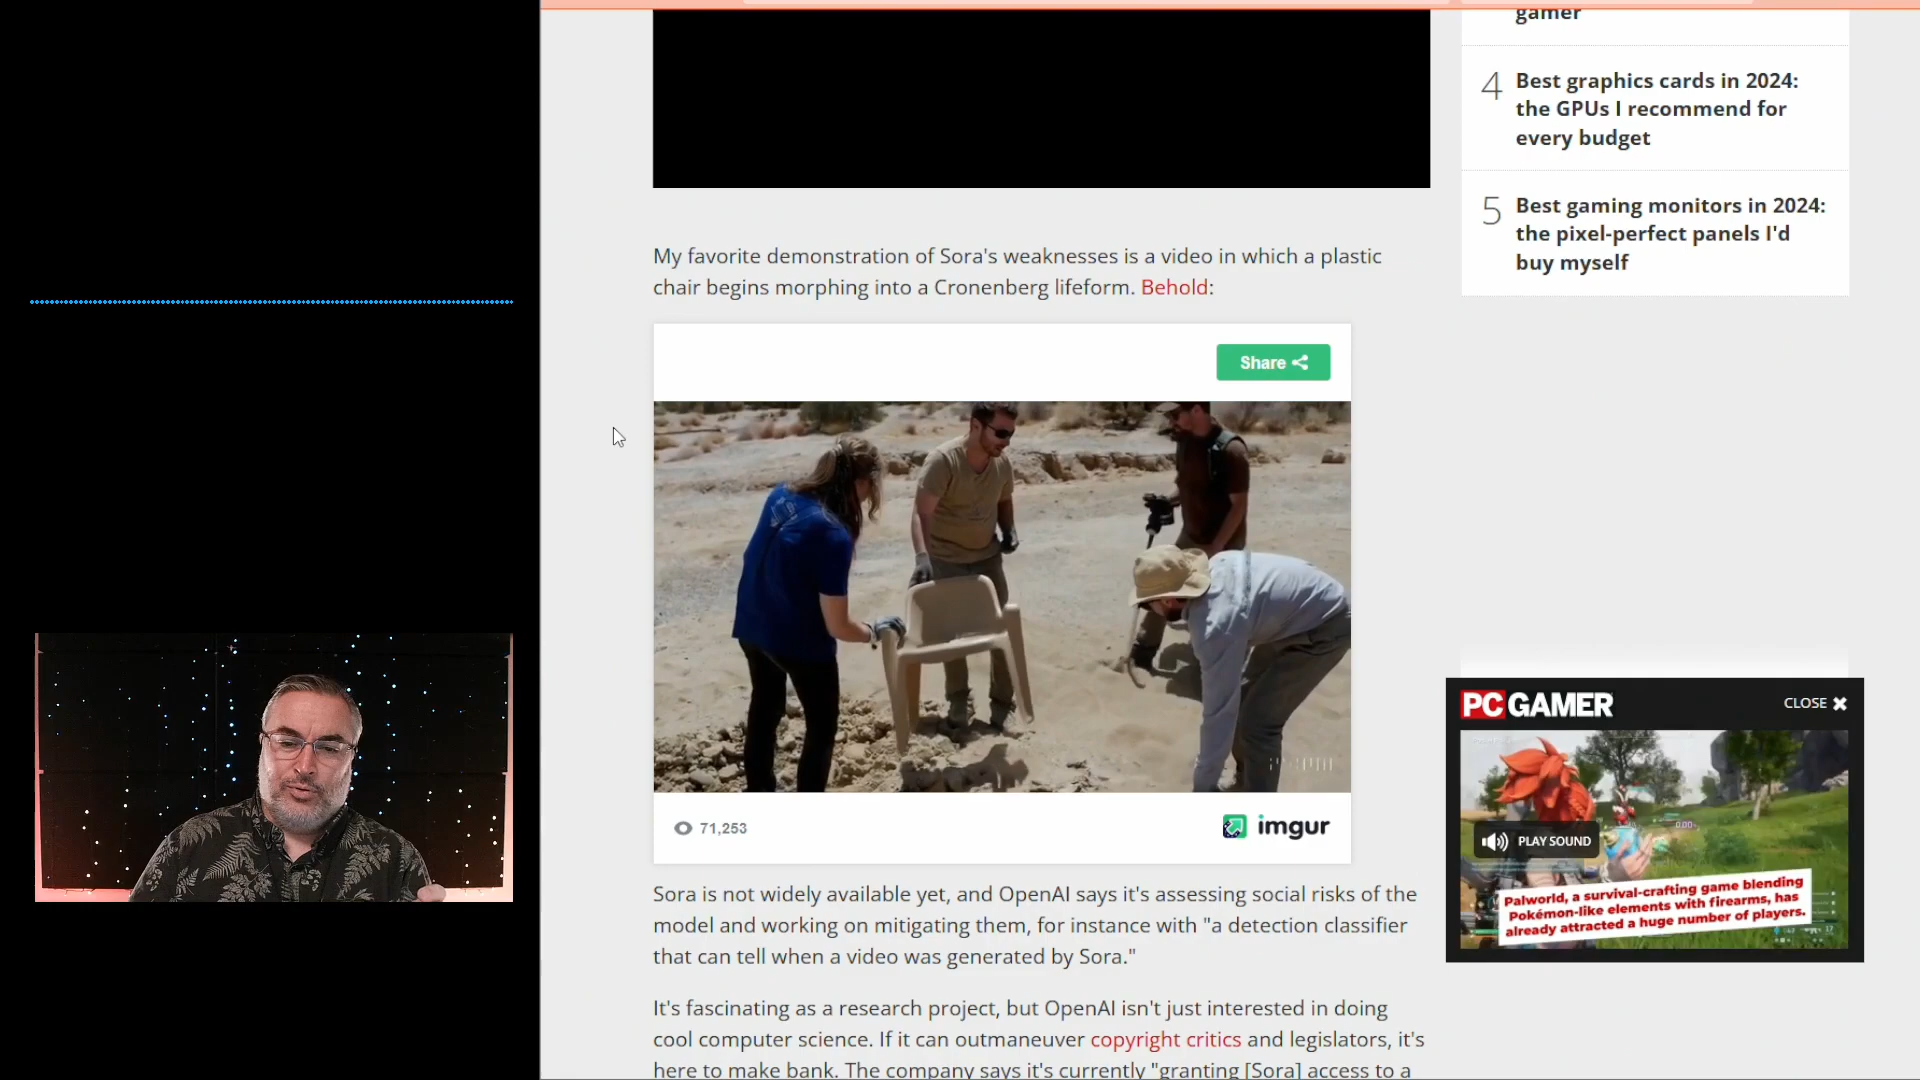 gamer
4
Best graphics cards in 2024:
the GPUs I recommend for
every budget
5
Best gaming monitors in 2024:
the pixel-perfect panels I'd
buy myself
My favorite demonstration of Sora's weaknesses is a video in which a plastic
chair begins morphing into a Cronenberg lifeform. Behold:
Share
71,253
imgur
Sora is not widely available yet, and OpenAI says it's assessing social risks of the
model and working on mitigating them, for instance with "a detection classifier
that can tell when a video was generated by Sora."
It's fascinating as a research project, but OpenAI isn't just interested in doing
cool computer science. If it can outmaneuver copyright critics and legislators, it's
here to make bank. The company says it's currently "granting [Sora] access to a
PC GAMER
CLOSE
PLAY SOUND
Palworld, a survival-crafting game blending
Pokémon-like elements with firearms, has
already attracted a huge number of players.